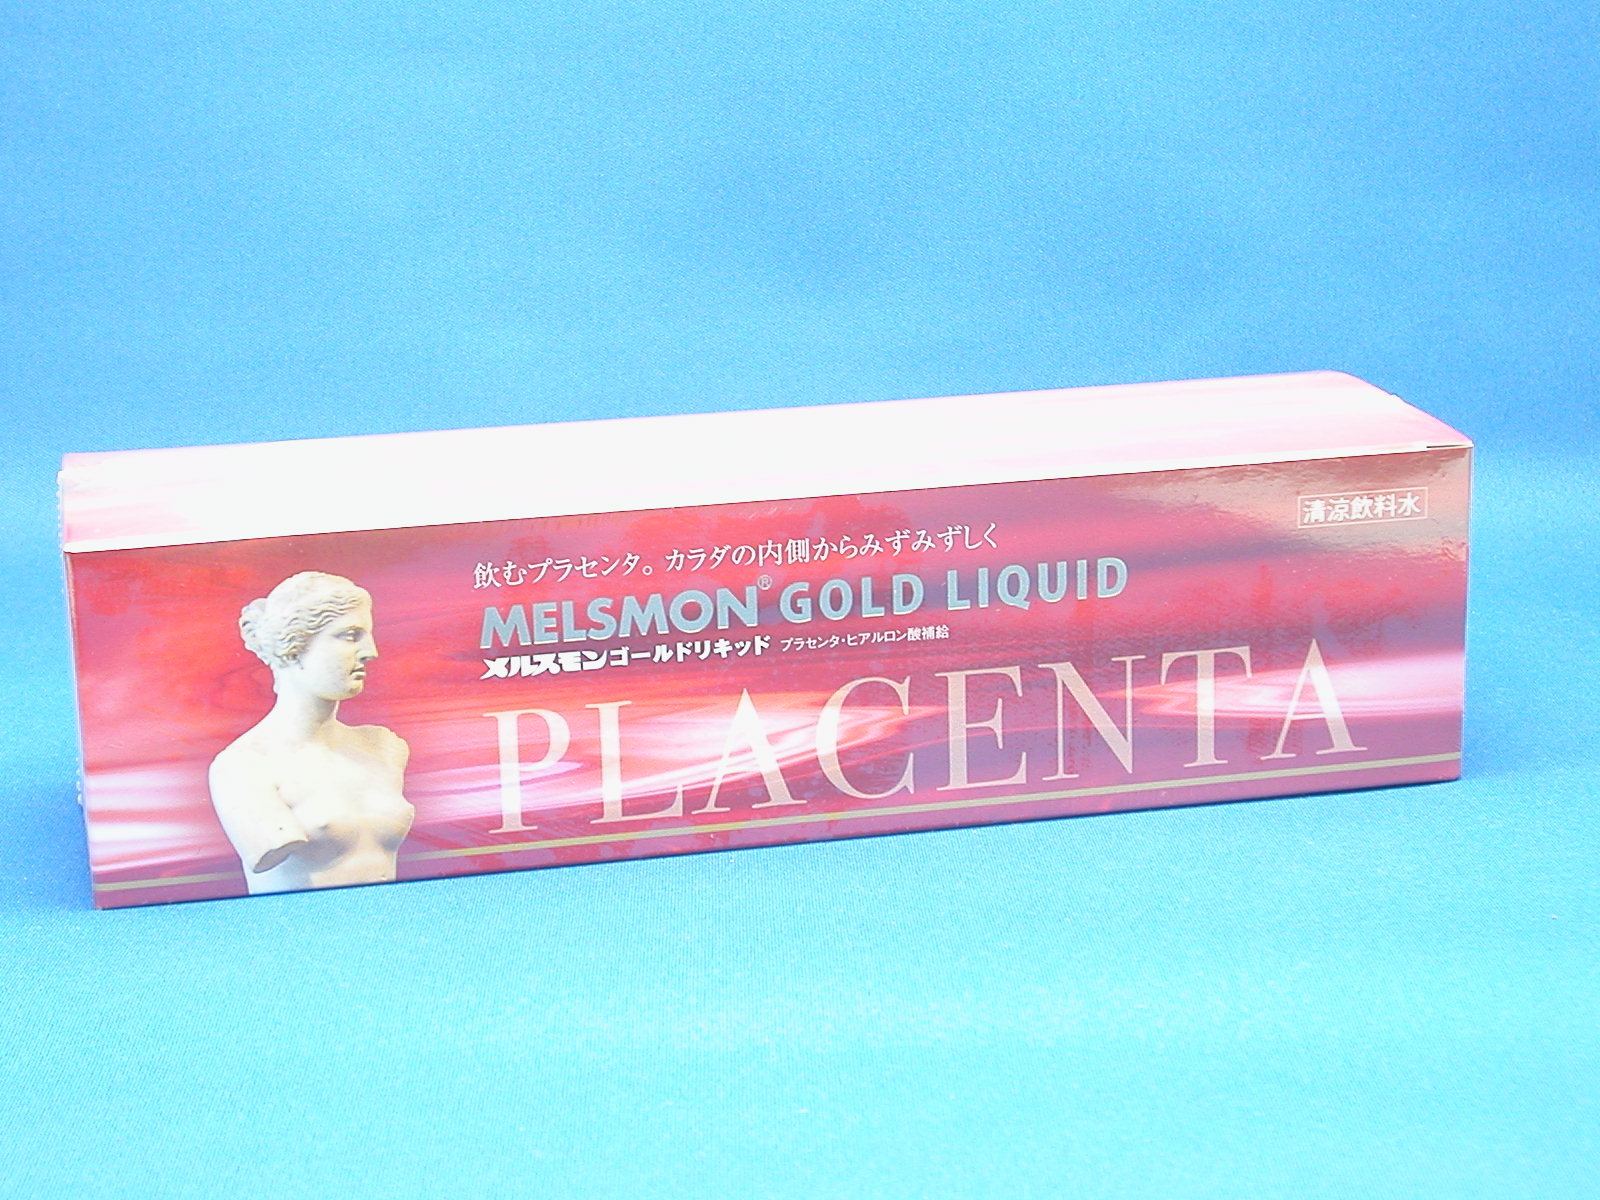 清涼飲料水
飲むプラセンタ。カラダの内側からみずみずしく
MELSMON® GOLD LIQUID
メルスモンゴールドリキッド プラセンタ・ヒアルロン酸補給
PLACENTA